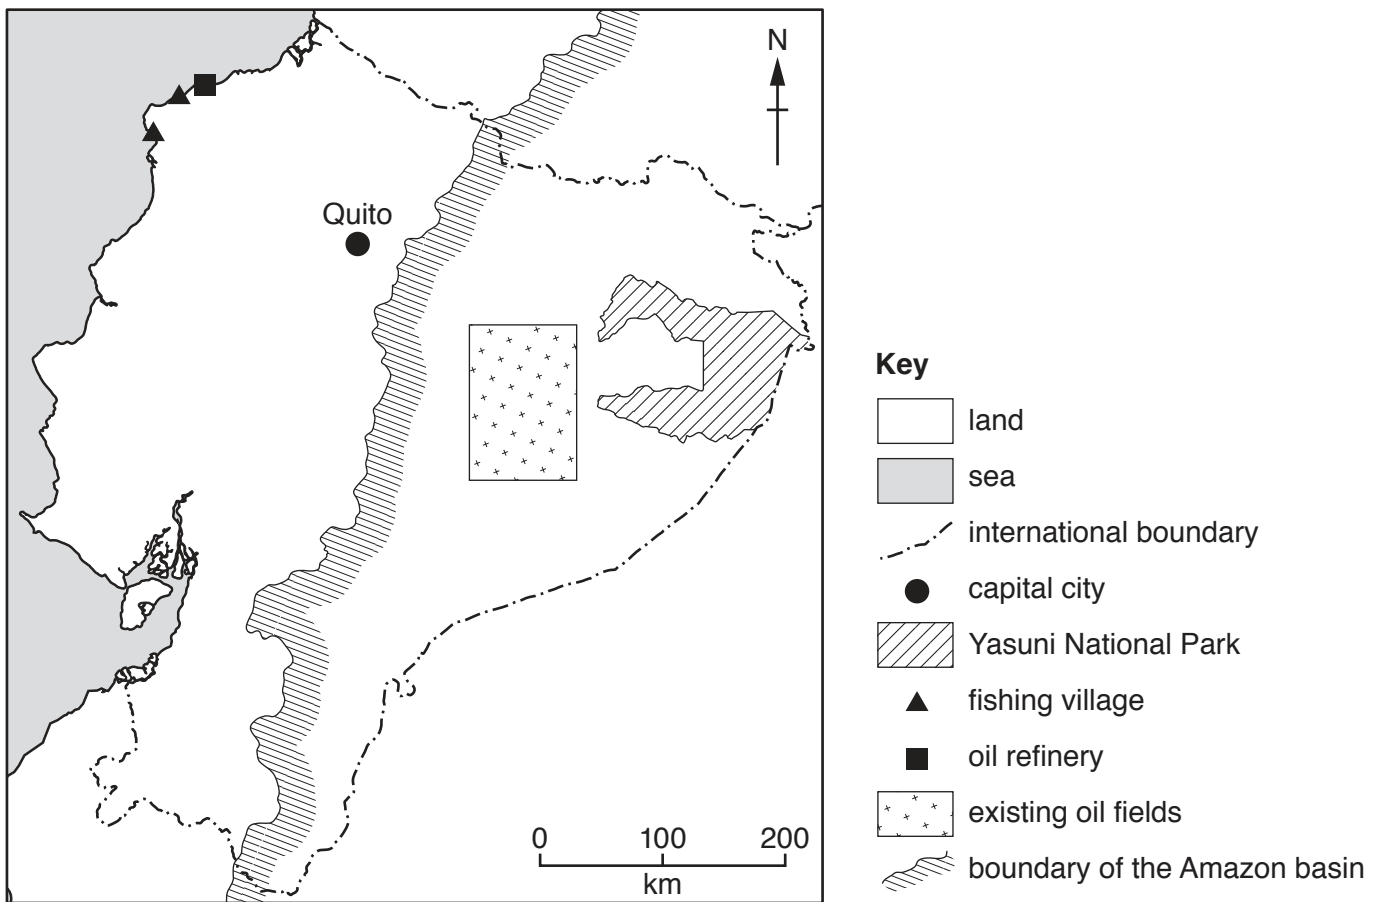 N
Quito
0 100 200
km
Key
land
sea
international boundary
capital city
Yasuni National Park
fishing village
oil refinery
existing oil fields
boundary of the Amazon basin